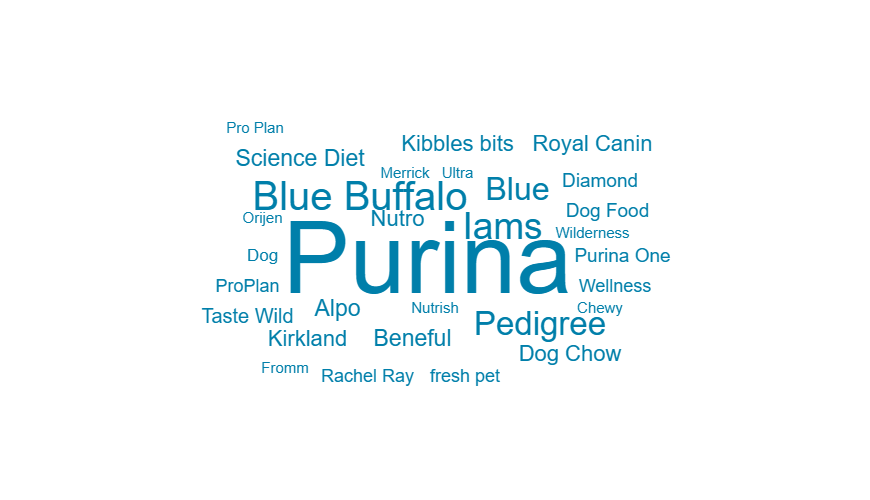 Pro Plan
Kibbles bits
Royal Canin
Science Diet
Merrick
Ultra
Diamond
Blue Buffalo
Blue
Dog Food
Orijen
Nutro
Iams
Wilderness
Purina
Dog
Purina One
ProPlan
Wellness
Taste Wild
Alpo
Nutrish
Chewy
Pedigree
Kirkland
Beneful
Dog Chow
Fromm
Rachel Ray
fresh pet